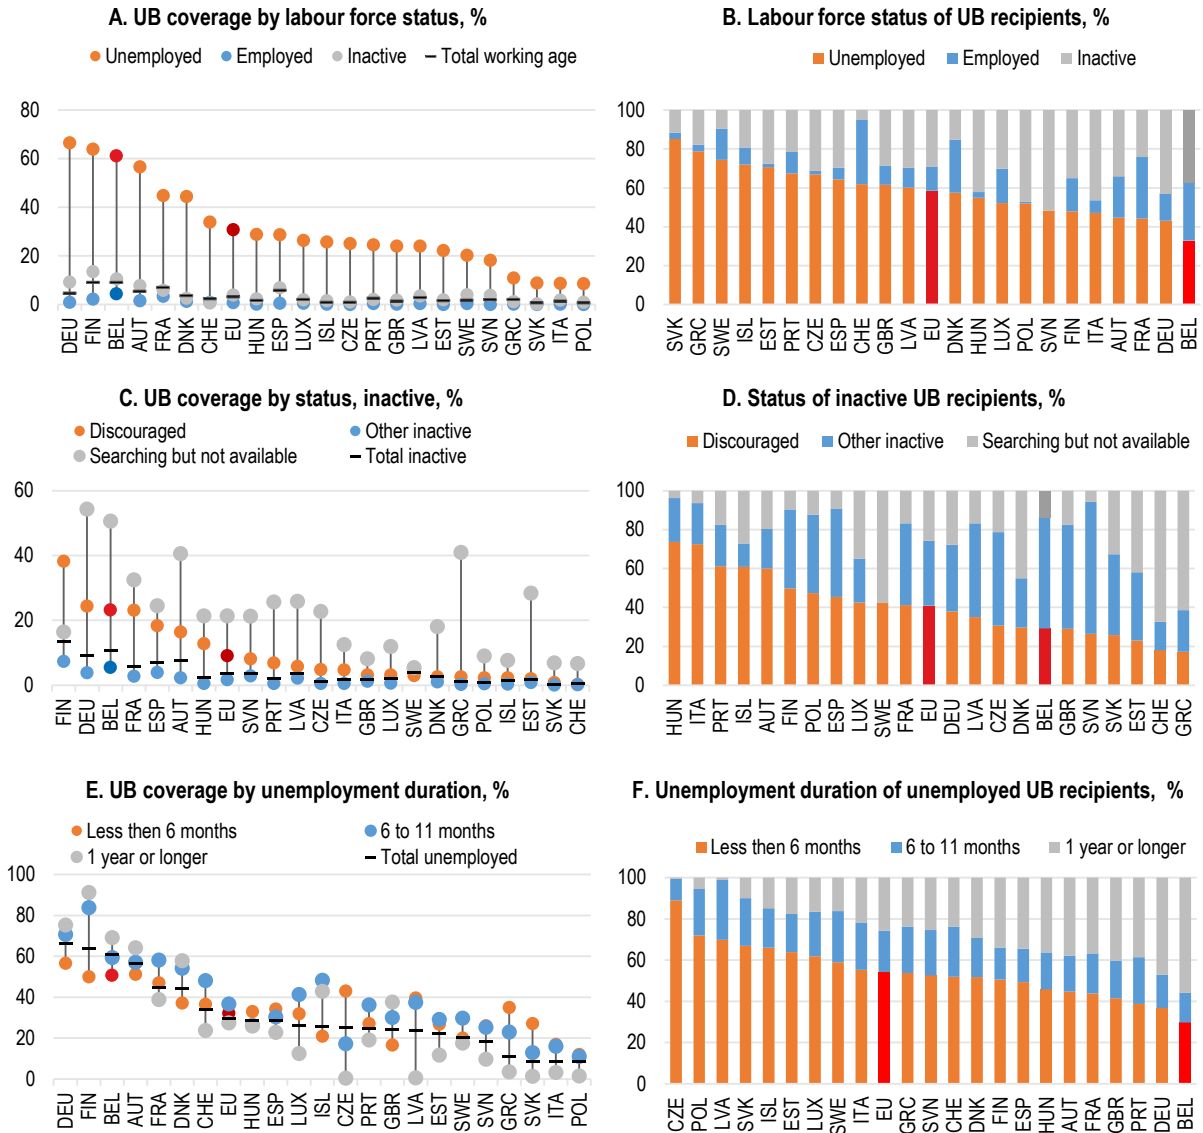 A. UB coverage by labour force status, %
Unemployed Employed Inactive Total working age
80
60
40
20
0
DEU FIN BEL AUT FRA DNK CHE EU HUN ESP LUX ISL CZE PRT GBR LVA EST SWE SVN GRC SVK ITA POL
B. Labour force status of UB recipients, %
Unemployed Employed Inactive
100
80
60
40
20
0
SVK GRC SWE ISL EST PRT CZE ESP CHE GBR LVA EU DNK HUN LUX POL SVN FIN ITA AUT FRA DEU BEL
C. UB coverage by status, inactive, %
Discouraged Other inactive
Searching but not available Total inactive
60
40
20
0
FIN DEU BEL FRA ESP AUT HUN EU SVN PRT LVA CZE ITA GBR LUX SWE DNK GRC POL ISL EST SVK CHE
D. Status of inactive UB recipients, %
Discouraged Other inactive Searching but not available
100
80
60
40
20
0
HUN ITA PRT ISL AUT FIN POL ESP LUX SWE FRA EU DEU LVA CZE DNK BEL GBR SVN SVK EST CHE GRC
E. UB coverage by unemployment duration, %
Less then 6 months 6 to 11 months
1 year or longer Total unemployed
100
80
60
40
20
0
DEU FIN BEL AUT FRA DNK CHE EU HUN ESP LUX ISL CZE PRT GBR LVA EST SWE SVN GRC SVK ITA POL
F. Unemployment duration of unemployed UB recipients, %
Less then 6 months 6 to 11 months 1 year or longer
100
80
60
40
20
0
CZE POL LVA SVK ISL EST LUX SWE ITA EU GRC SVN CHE DNK FIN ESP HUN AUT FRA GBR PRT DEU BEL